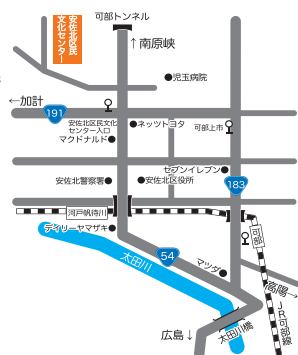 可部トンネル
安佐北区民
文化センター
↑南原峡
児玉病院
←加計
191
安佐北区民文化
センター入口
ネッツトヨタ
可部上市
マクドナルド
セブンイレブン
安佐北警察署
安佐北区役所
183
河戸帆待川
デイリーヤマザキ
可部
太田川
54
マツダ
高陽→
JR可部線
広島↓
太田川橋